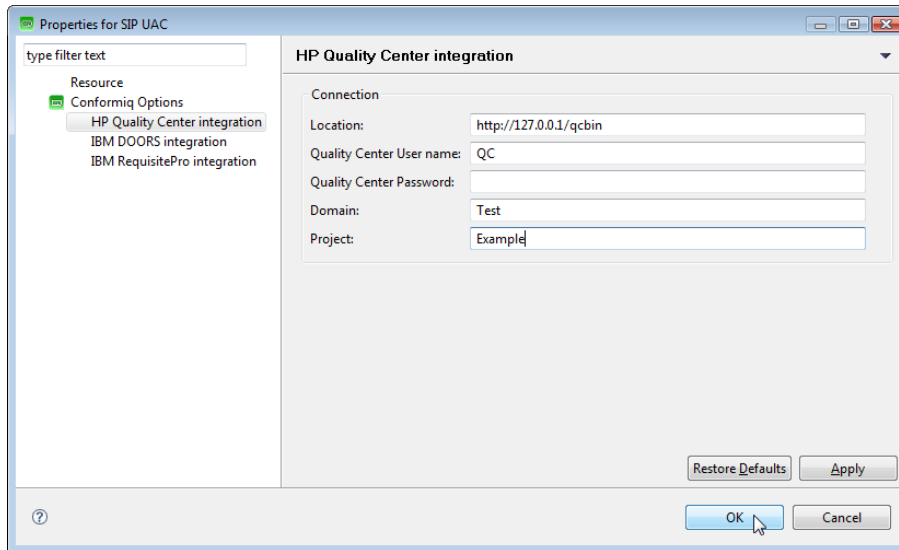 Properties for SIP UAC
type filter text
Resource
Conformiq Options
HP Quality Center integration
IBM DOORS integration
IBM RequisitePro integration
HP Quality Center integration
Connection
Location: http://127.0.0.1/qcbin
Quality Center User name: QC
Quality Center Password:
Domain: Test
Project: Example
Restore Defaults Apply
? OK Cancel